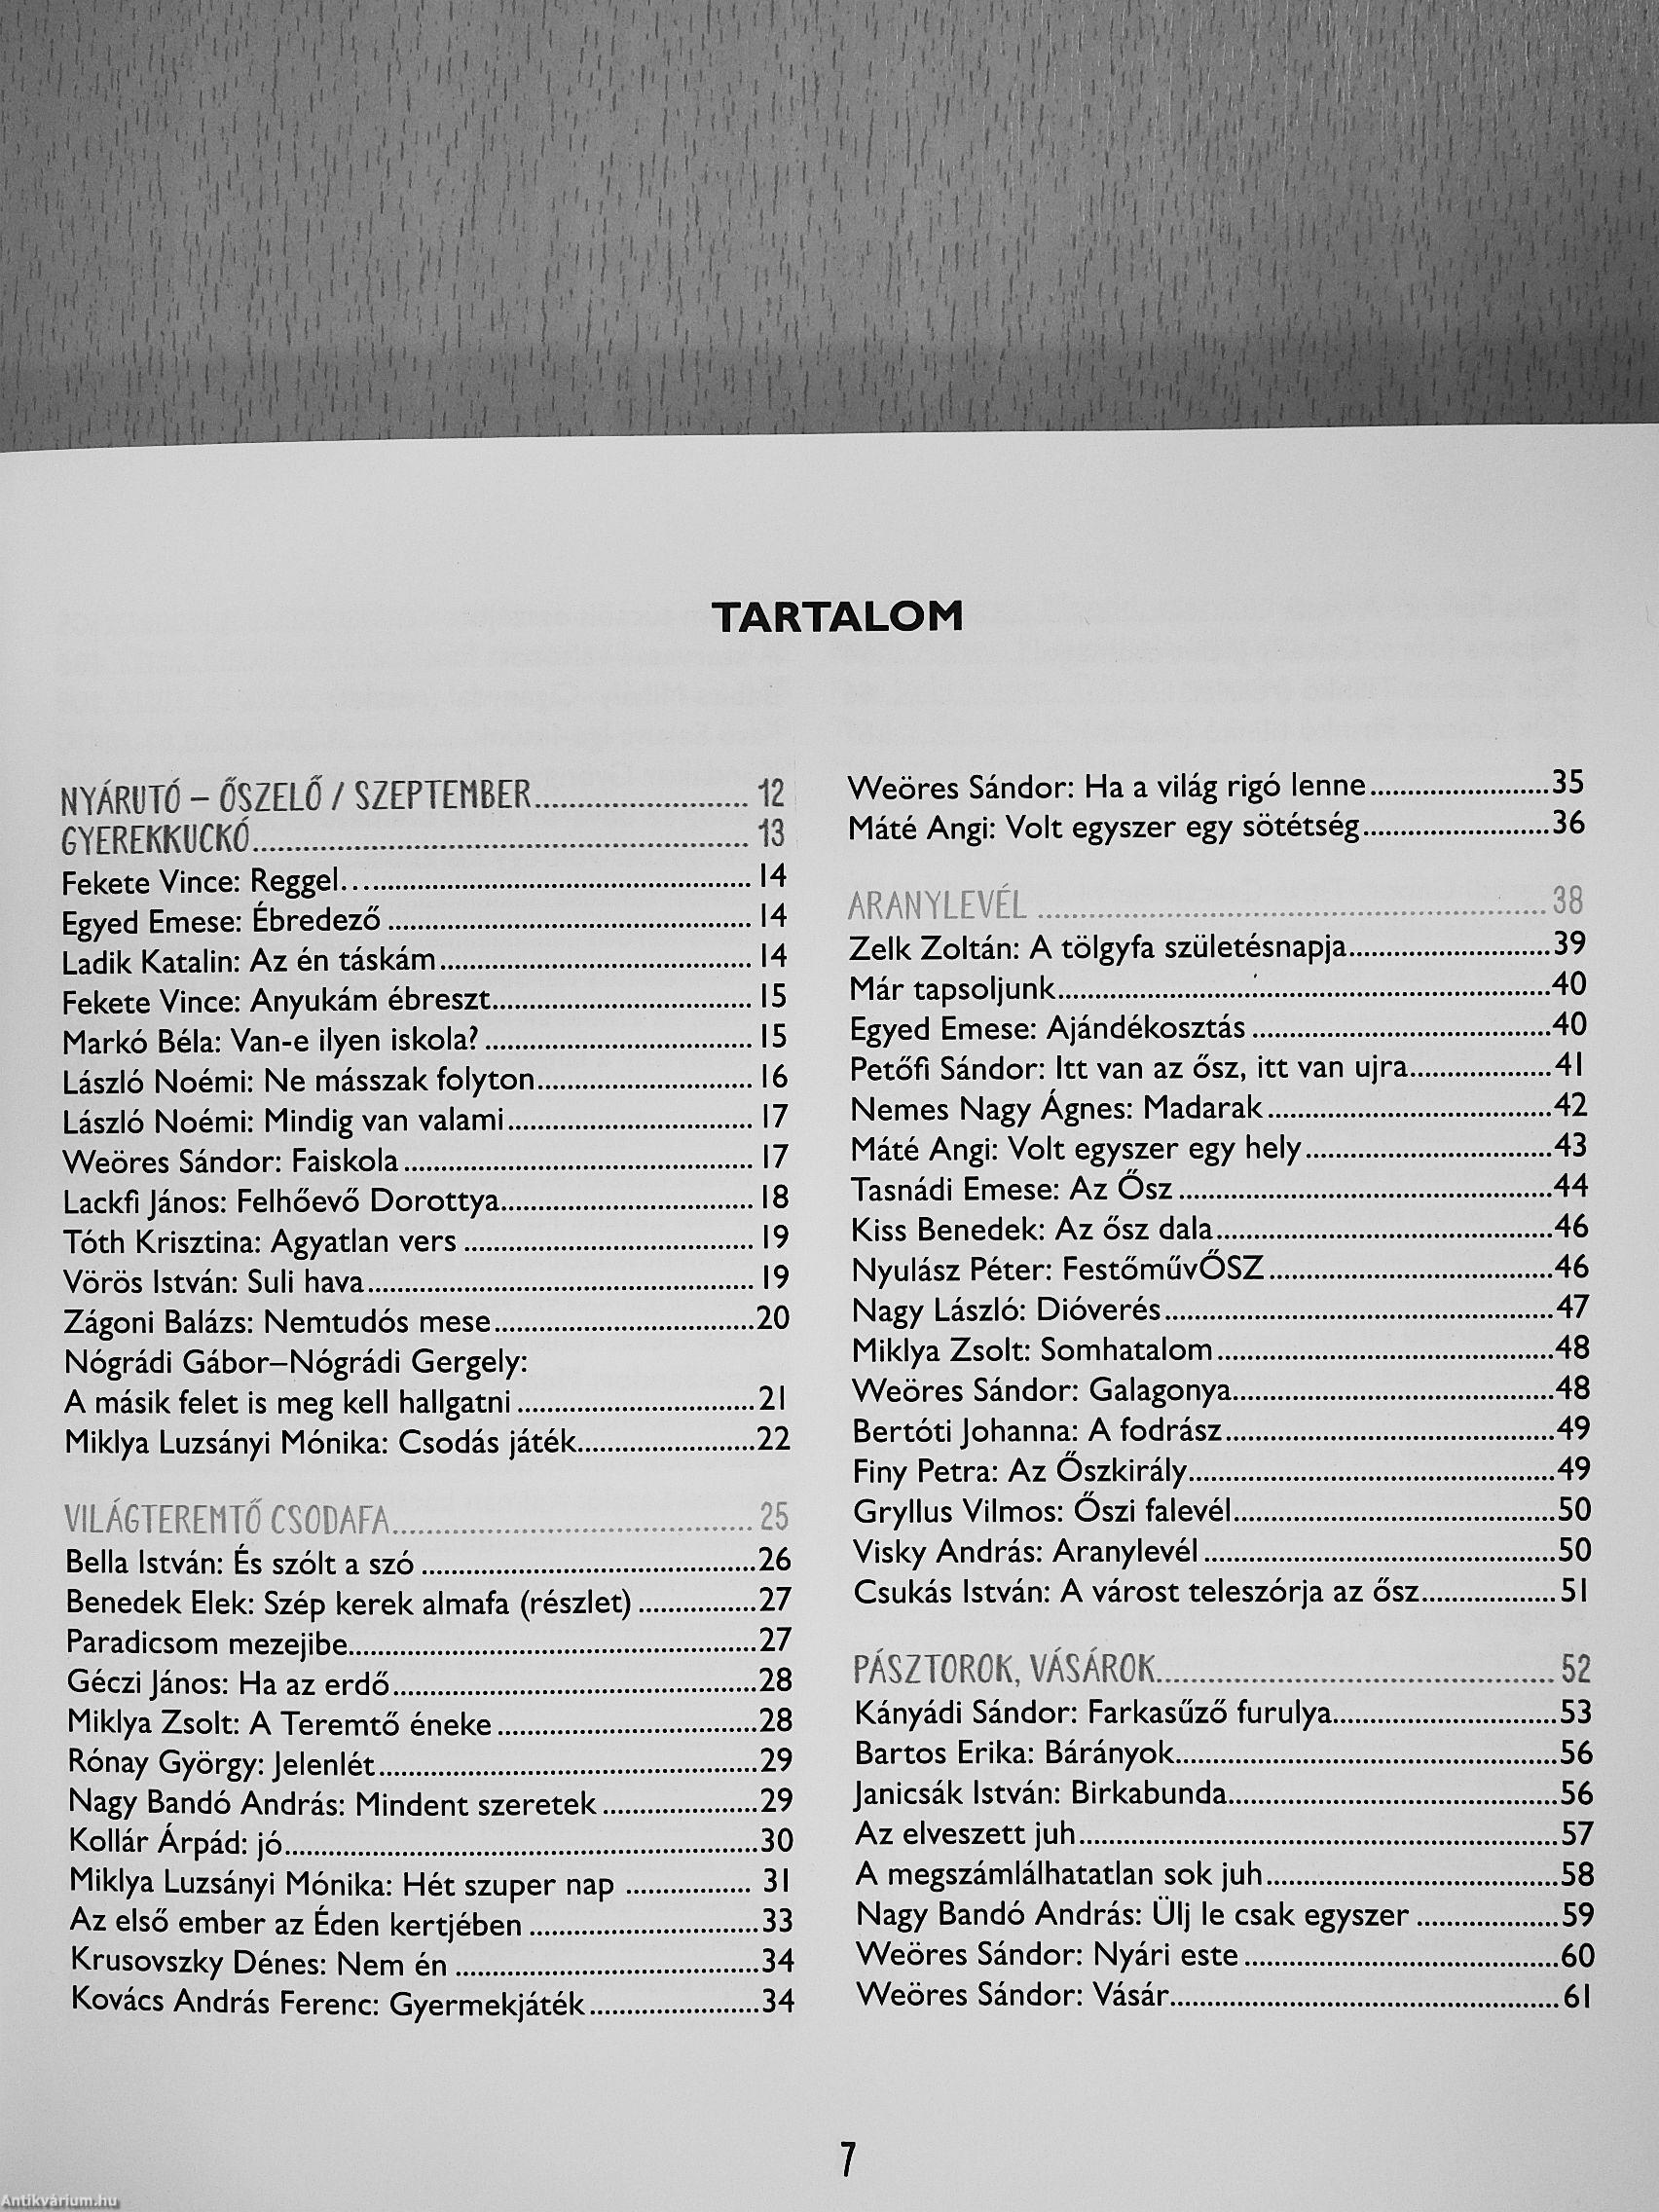 TARTALOM
NYÁRUTÓ – ŐSZELŐ / SZEPTEMBER.......................... 12
GYEREKKUCKÓ.......................... 13
Fekete Vince: Reggel.......................... 14
Egyed Emese: Ébredező.......................... 14
Ladik Katalin: Az én táskám.......................... 14
Fekete Vince: Anyukám ébreszt.......................... 15
Markó Béla: Van-e ilyen iskola?.......................... 15
László Noémi: Ne másszak folyton.......................... 16
László Noémi: Mindig van valami.......................... 17
Weöres Sándor: Faiskola.......................... 17
Lackfi János: Felhőevő Dorottya.......................... 18
Tóth Krisztina: Agyatlan vers.......................... 19
Vörös István: Suli hava.......................... 19
Zágoni Balázs: Nemtudós mese..........................20
Nógrádi Gábor–Nógrádi Gergely:
A másik felet is meg kell hallgatni..........................21
Miklya Luzsányi Mónika: Csodás játék..........................22
VILÁGTEREMTŐ CSODAFA.......................... 25
Bella István: És szólt a szó..........................26
Benedek Elek: Szép kerek almafa (részlet)..........................27
Paradicsom mezejibe..........................27
Géczi János: Ha az erdő..........................28
Miklya Zsolt: A Teremtő éneke..........................28
Rónay György: Jelenlét..........................29
Nagy Bandó András: Mindent szeretek..........................29
Kollár Árpád: jó..........................30
Miklya Luzsányi Mónika: Hét szuper nap.......................... 31
Az első ember az Éden kertjében..........................33
Krusovszky Dénes: Nem én..........................34
Kovács András Ferenc: Gyermekjáték..........................34
Weöres Sándor: Ha a világ rigó lenne..........................35
Máté Angi: Volt egyszer egy sötétség..........................36
ARANYLEVÉL..........................38
Zelk Zoltán: A tölgyfa születésnapja..........................39
Már tapsoljunk..........................40
Egyed Emese: Ajándékosztás..........................40
Petőfi Sándor: Itt van az ősz, itt van ujra..........................41
Nemes Nagy Ágnes: Madarak..........................42
Máté Angi: Volt egyszer egy hely..........................43
Tasnádi Emese: Az Ősz..........................44
Kiss Benedek: Az ősz dala..........................46
Nyulász Péter: FestőművŐSZ..........................46
Nagy László: Dióverés..........................47
Miklya Zsolt: Somhatalom..........................48
Weöres Sándor: Galagonya..........................48
Bertóti Johanna: A fodrász..........................49
Finy Petra: Az Őszkirály..........................49
Gryllus Vilmos: Őszi falevél..........................50
Visky András: Aranylevél..........................50
Csukás István: A várost teleszórja az ősz..........................51
PÁSZTOROK, VÁSÁROK.......................... 52
Kányádi Sándor: Farkasűző furulya..........................53
Bartos Erika: Bárányok..........................56
Janicsák István: Birkabunda..........................56
Az elveszett juh..........................57
A megszámlálhatatlan sok juh..........................58
Nagy Bandó András: Ülj le csak egyszer..........................59
Weöres Sándor: Nyári este..........................60
Weöres Sándor: Vásár..........................61
7
Antikvárium.hu